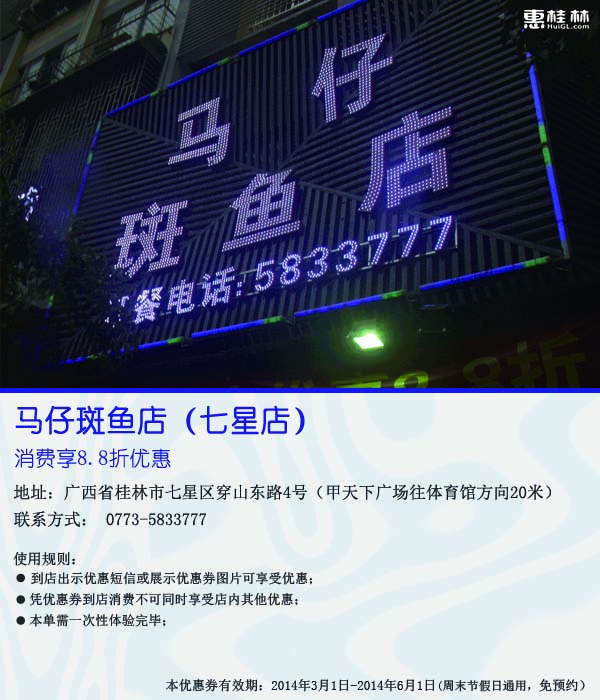 惠桂林
HuiGL.com
马仔
斑鱼店
餐电话:5833777
8.8折
马仔斑鱼店（七星店）
消费享8.8折优惠
地址：广西省桂林市七星区穿山东路4号（甲天下广场往体育馆方向20米）
联系方式： 0773-5833777
使用规则：
● 到店出示优惠短信或展示优惠券图片可享受优惠；
● 凭优惠券到店消费不可同时享受店内其他优惠；
● 本单需一次性体验完毕；
本优惠券有效期：2014年3月1日-2014年6月1日(周末节假日通用，免预约）